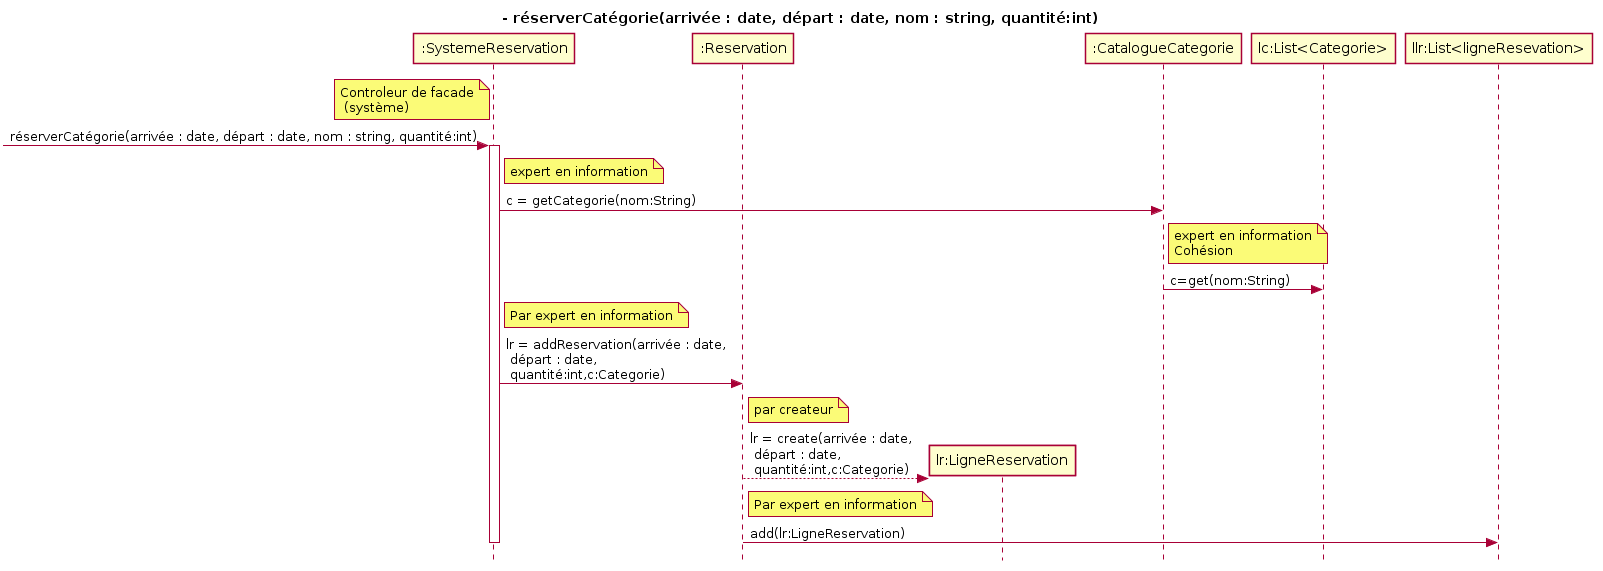 - réserverCatégorie(arrivée : date, départ : date, nom : string, quantité:int)
:SystemeReservation
:Reservation
:CatalogueCategorie
lc:List<Categorie>
llr:List<ligneResevation>
Controleur de facade
(système)
réserverCatégorie(arrivée : date, départ : date, nom : string, quantité:int)
expert en information
c = getCategorie(nom:String)
expert en information
Cohésion
c=get(nom:String)
Par expert en information
lr = addReservation(arrivée : date,
départ : date,
quantité:int,c:Categorie)
par createur
lr = create(arrivée : date,
départ : date,
quantité:int,c:Categorie)
lr:LigneReservation
Par expert en information
add(lr:LigneReservation)